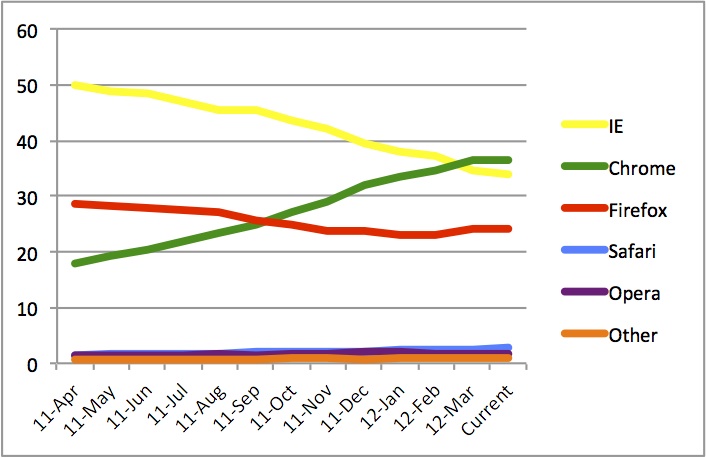 60
50
40
30
20
10
0
11-Apr
11-May
11-Jun
11-Jul
11-Aug
11-Sep
11-Oct
11-Nov
11-Dec
12-Jan
12-Feb
12-Mar
Current
IE
Chrome
Firefox
Safari
Opera
Other